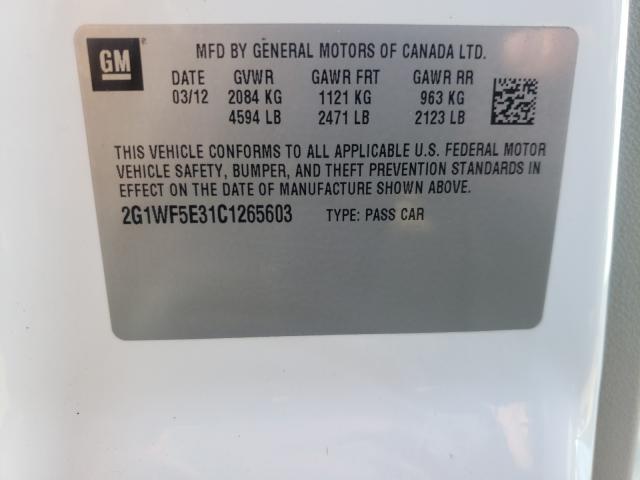 GM
MFD BY GENERAL MOTORS OF CANADA LTD.
DATE GVWR GAWR FRT GAWR RR
03/12 2084 KG 1121 KG 963 KG
4594 LB 2471 LB 2123 LB
THIS VEHICLE CONFORMS TO ALL APPLICABLE U.S. FEDERAL MOTOR
VEHICLE SAFETY, BUMPER, AND THEFT PREVENTION STANDARDS IN
EFFECT ON THE DATE OF MANUFACTURE SHOWN ABOVE.
2G1WF5E31C1265603 TYPE: PASS CAR